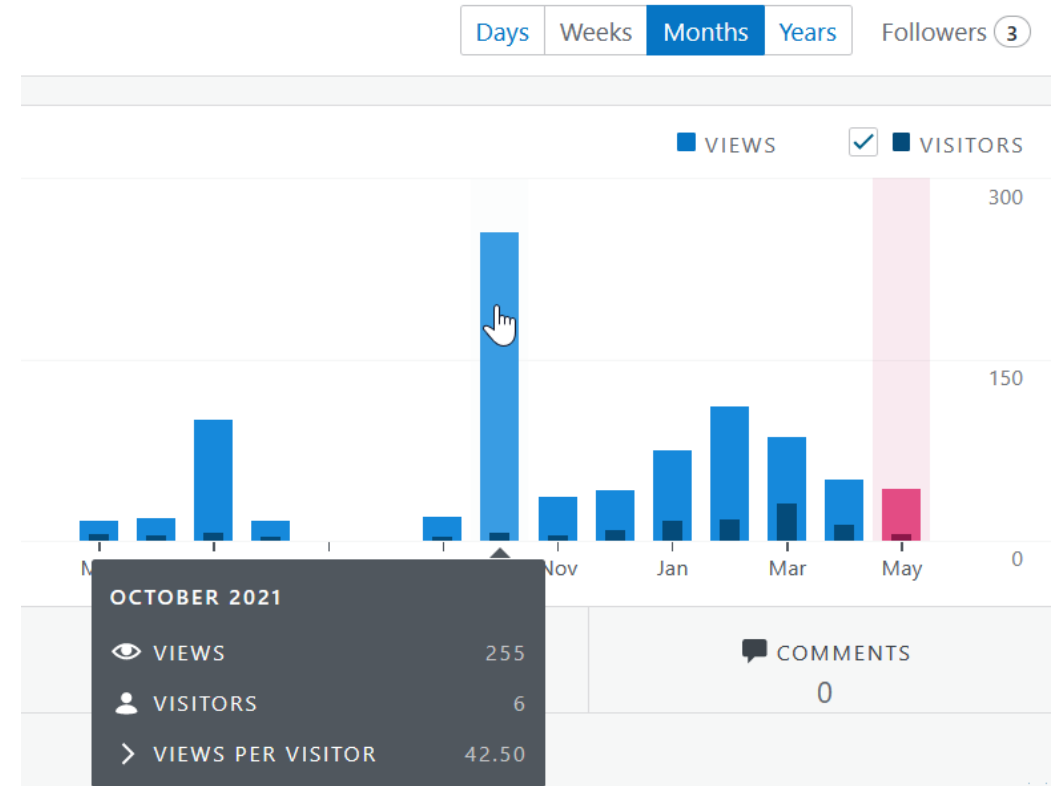 Days Weeks Months Years Followers 3
VIEWS VISITORS
300
150
0
Nov Jan Mar May
OCTOBER 2021
VIEWS 255
VISITORS 6
VIEWS PER VISITOR 42.50
COMMENTS
0